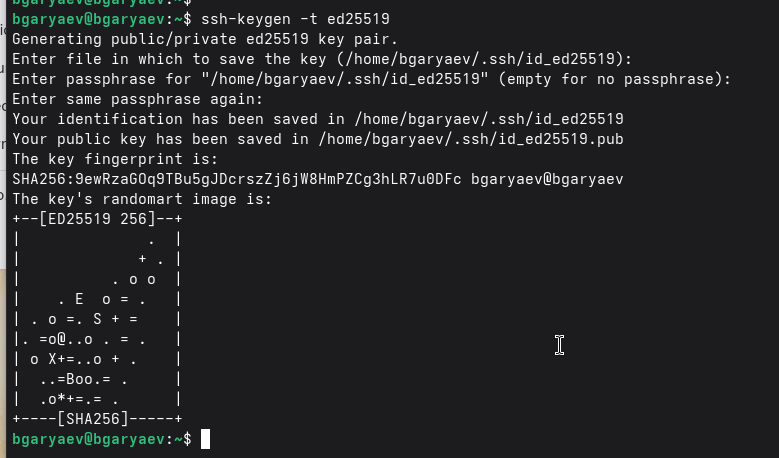 bgaryaev@bgaryaev:~$ ssh-keygen -t ed25519
Generating public/private ed25519 key pair.
Enter file in which to save the key (/home/bgaryaev/.ssh/id_ed25519):
Enter passphrase for "/home/bgaryaev/.ssh/id_ed25519" (empty for no passphrase):
Enter same passphrase again:
Your identification has been saved in /home/bgaryaev/.ssh/id_ed25519
Your public key has been saved in /home/bgaryaev/.ssh/id_ed25519.pub
The key fingerprint is:
SHA256:9ewRzaGOq9TBu5gJDcrszZj6jW8HmPZCg3hLR7u0DFc bgaryaev@bgaryaev
The key's randomart image is:
+--[ED25519 256]--+
|              .  |
|             + . |
|          . o o  |
|    . E  o = .   |
| . o =. S + =    |
|. =o@..o . = .   |
| o X+=..o + .    |
|  ..=Boo.= .     |
|  .o*+=.= .      |
+----[SHA256]-----+
bgaryaev@bgaryaev:~$